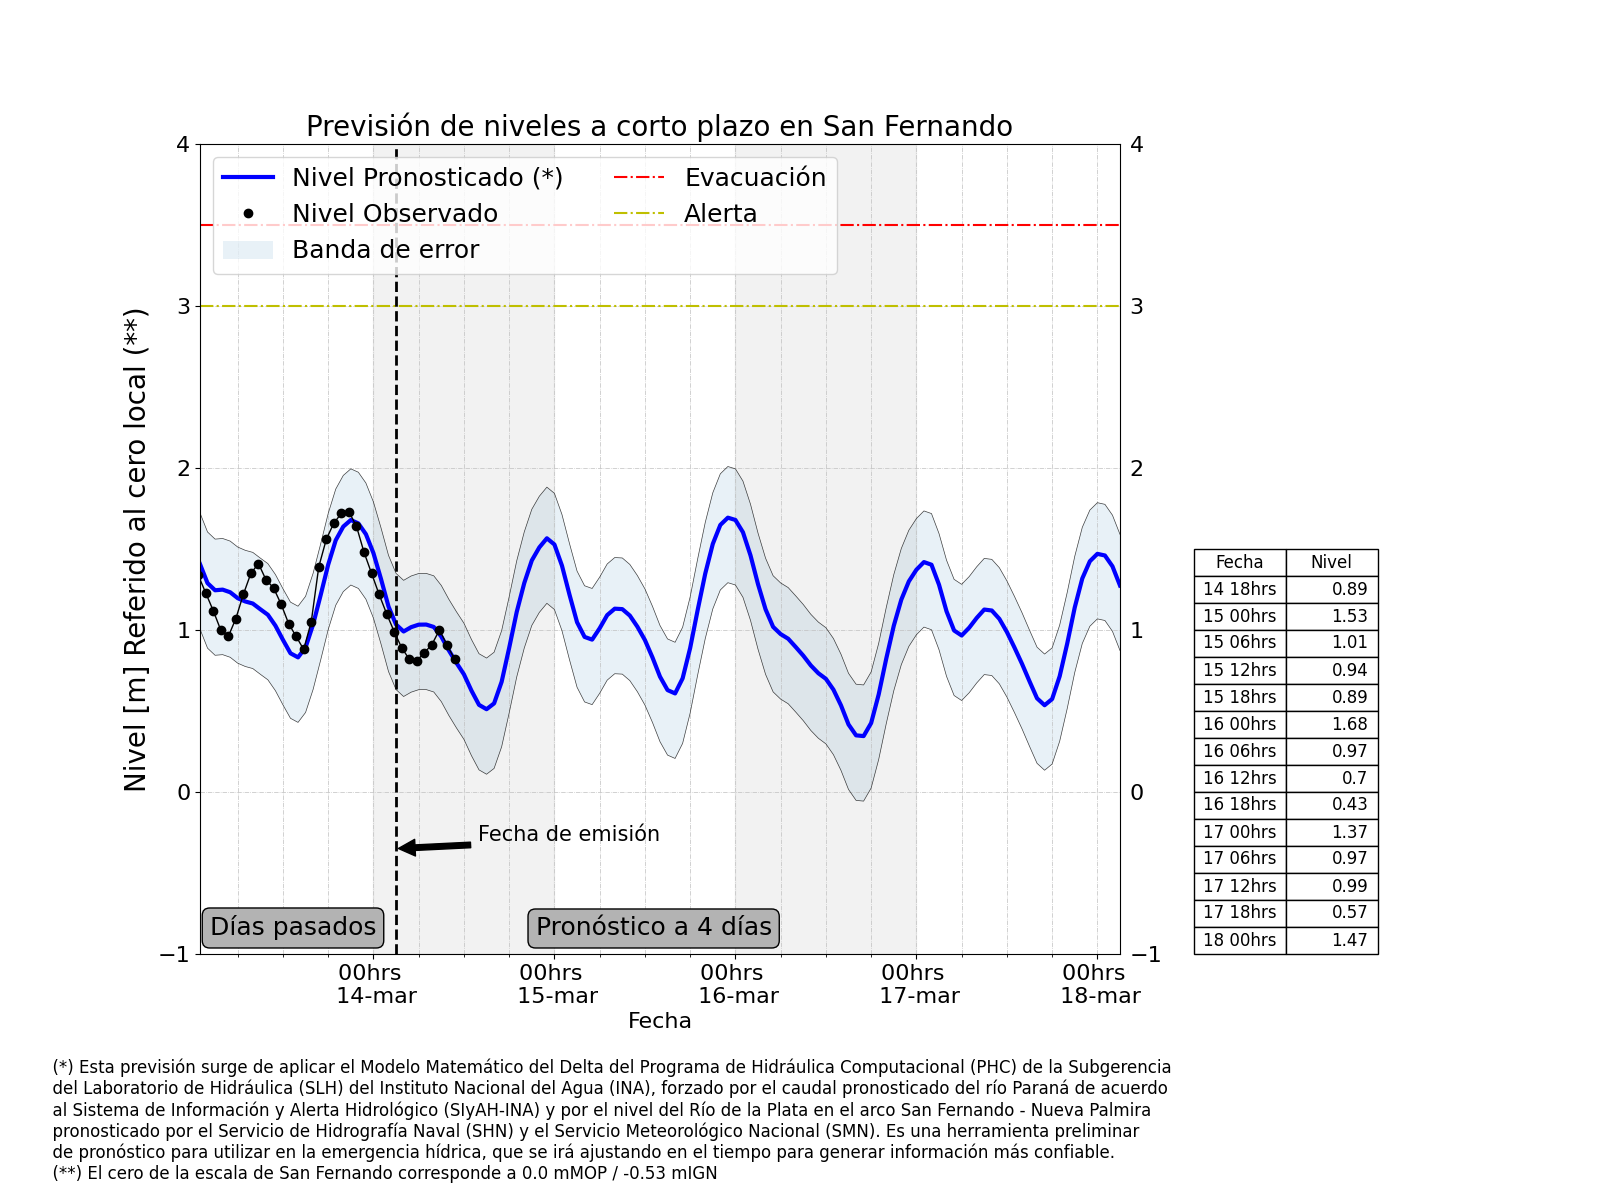 Previsión de niveles a corto plazo en San Fernando
Nivel Pronosticado (*)
Nivel Observado
Banda de error
Evacuación
Alerta
Nivel [m] Referido al cero local (**)
4
3
2
1
0
−1
4
3
2
1
0
−1
Fecha de emisión
Días pasados
Pronóstico a 4 días
00hrs
14-mar
00hrs
15-mar
00hrs
16-mar
00hrs
17-mar
00hrs
18-mar
Fecha
Fecha Nivel
14 18hrs 0.89
15 00hrs 1.53
15 06hrs 1.01
15 12hrs 0.94
15 18hrs 0.89
16 00hrs 1.68
16 06hrs 0.97
16 12hrs 0.7
16 18hrs 0.43
17 00hrs 1.37
17 06hrs 0.97
17 12hrs 0.99
17 18hrs 0.57
18 00hrs 1.47
(*) Esta previsión surge de aplicar el Modelo Matemático del Delta del Programa de Hidráulica Computacional (PHC) de la Subgerencia
del Laboratorio de Hidráulica (SLH) del Instituto Nacional del Agua (INA), forzado por el caudal pronosticado del río Paraná de acuerdo
al Sistema de Información y Alerta Hidrológico (SIyAH-INA) y por el nivel del Río de la Plata en el arco San Fernando - Nueva Palmira
pronosticado por el Servicio de Hidrografía Naval (SHN) y el Servicio Meteorológico Nacional (SMN). Es una herramienta preliminar
de pronóstico para utilizar en la emergencia hídrica, que se irá ajustando en el tiempo para generar información más confiable.
(**) El cero de la escala de San Fernando corresponde a 0.0 mMOP / -0.53 mIGN